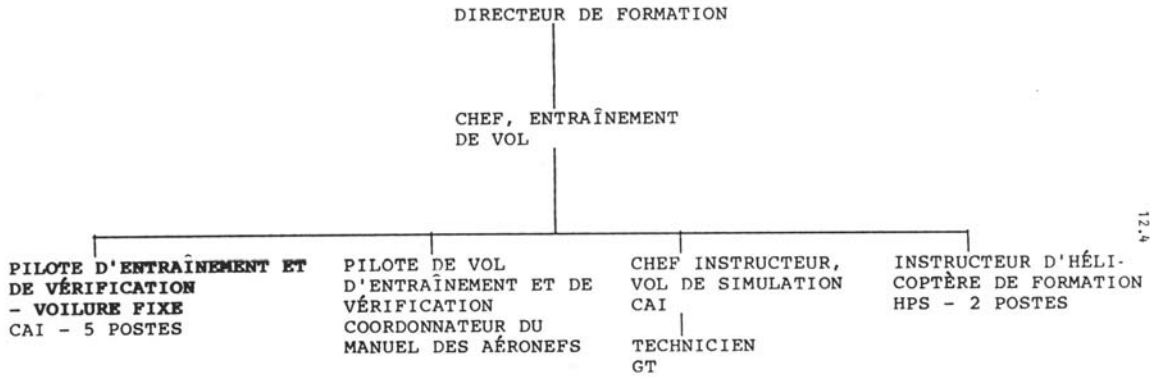 DIRECTEUR DE FORMATION
CHEF, ENTRAÎNEMENT
DE VOL
PILOTE D'ENTRAÎNEMENT ET
DE VÉRIFICATION
- VOILURE FIXE
CAI - 5 POSTES
PILOTE DE VOL
D'ENTRAÎNEMENT ET DE
VÉRIFICATION
COORDONNATEUR DU
MANUEL DES AÉRONEFS
CHEF INSTRUCTEUR,
VOL DE SIMULATION
CAI
TECHNICIEN
GT
INSTRUCTEUR D'HÉLI-
COPTÈRE DE FORMATION
HPS - 2 POSTES
12.4